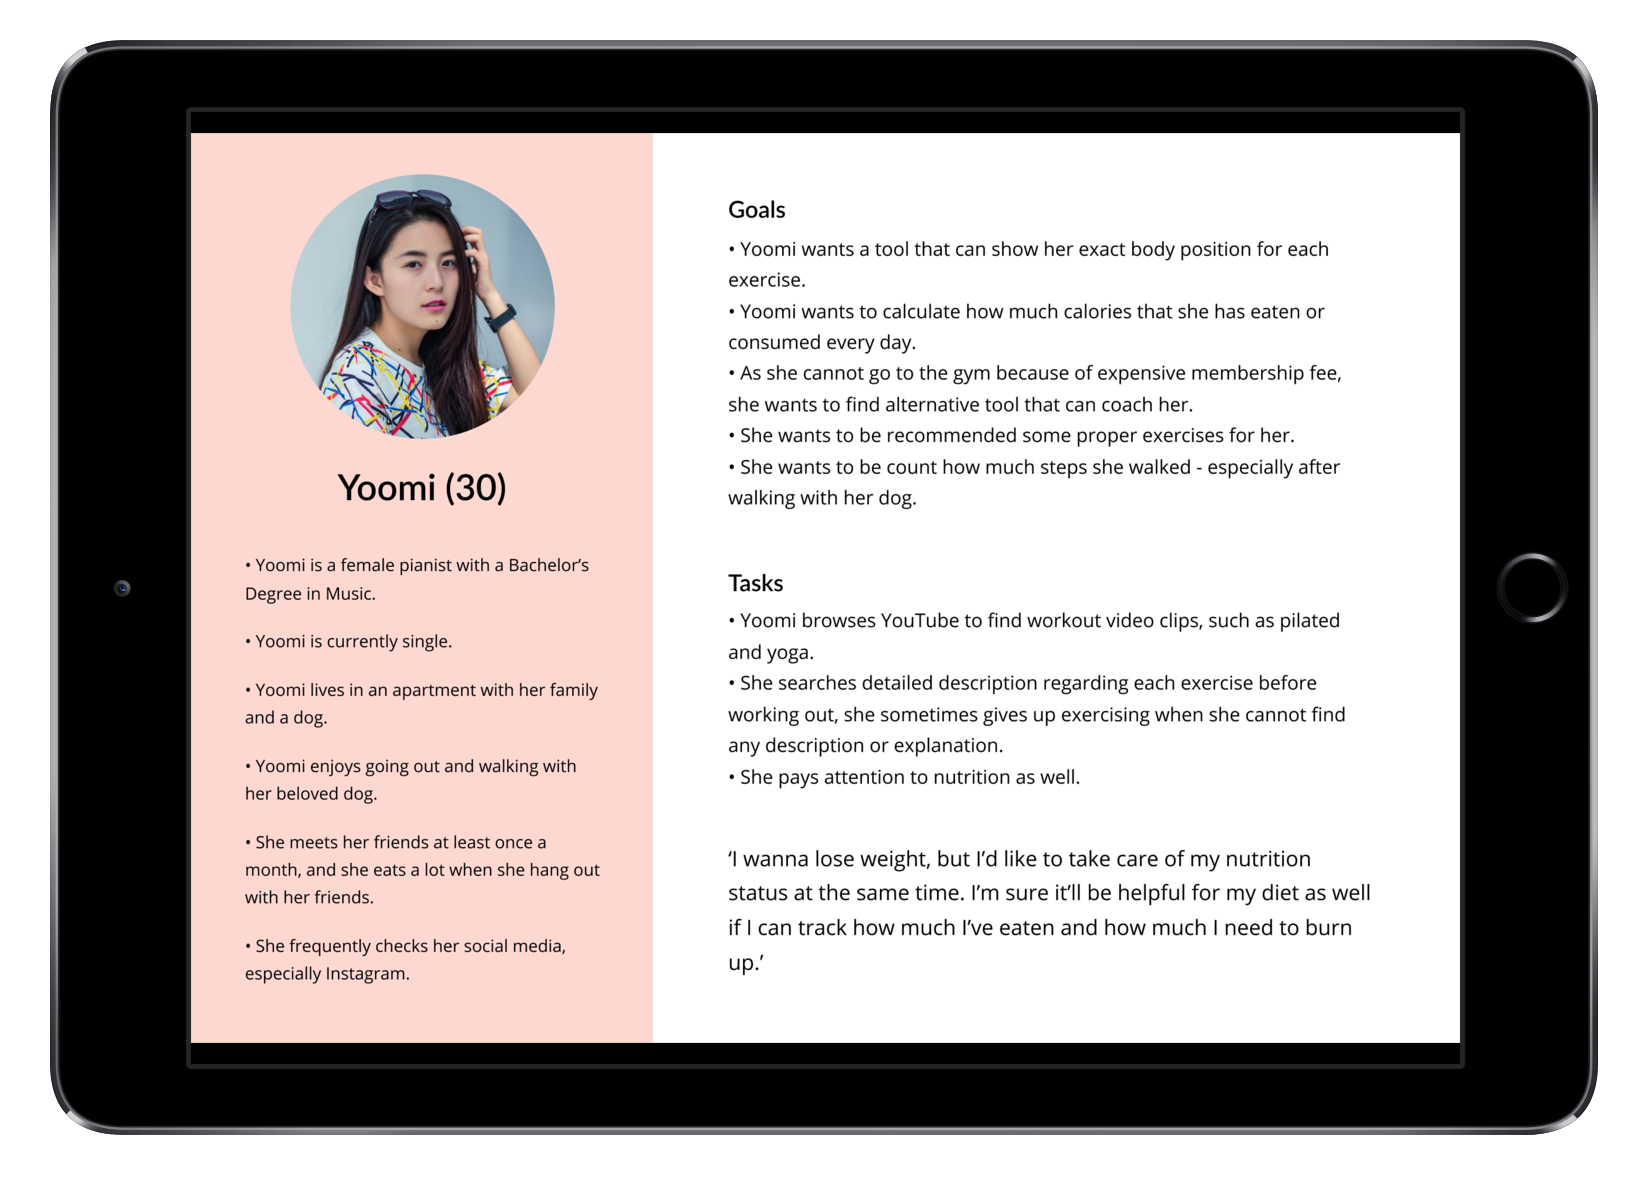 Yoomi (30)
• Yoomi is a female pianist with a Bachelor’s
Degree in Music.
• Yoomi is currently single.
• Yoomi lives in an apartment with her family
and a dog.
• Yoomi enjoys going out and walking with
her beloved dog.
• She meets her friends at least once a
month, and she eats a lot when she hang out
with her friends.
• She frequently checks her social media,
especially Instagram.
Goals
• Yoomi wants a tool that can show her exact body position for each
exercise.
• Yoomi wants to calculate how much calories that she has eaten or
consumed every day.
• As she cannot go to the gym because of expensive membership fee,
she wants to find alternative tool that can coach her.
• She wants to be recommended some proper exercises for her.
• She wants to be count how much steps she walked - especially after
walking with her dog.
Tasks
• Yoomi browses YouTube to find workout video clips, such as pilated
and yoga.
• She searches detailed description regarding each exercise before
working out, she sometimes gives up exercising when she cannot find
any description or explanation.
• She pays attention to nutrition as well.
‘I wanna lose weight, but I’d like to take care of my nutrition
status at the same time. I’m sure it’ll be helpful for my diet as well
if I can track how much I’ve eaten and how much I need to burn
up.’